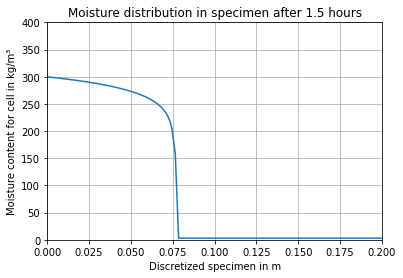 Moisture distribution in specimen after 1.5 hours
Moisture content for cell in kg/m³
400
350
300
250
200
150
100
50
0
0.000 0.025 0.050 0.075 0.100 0.125 0.150 0.175 0.200
Discretized specimen in m